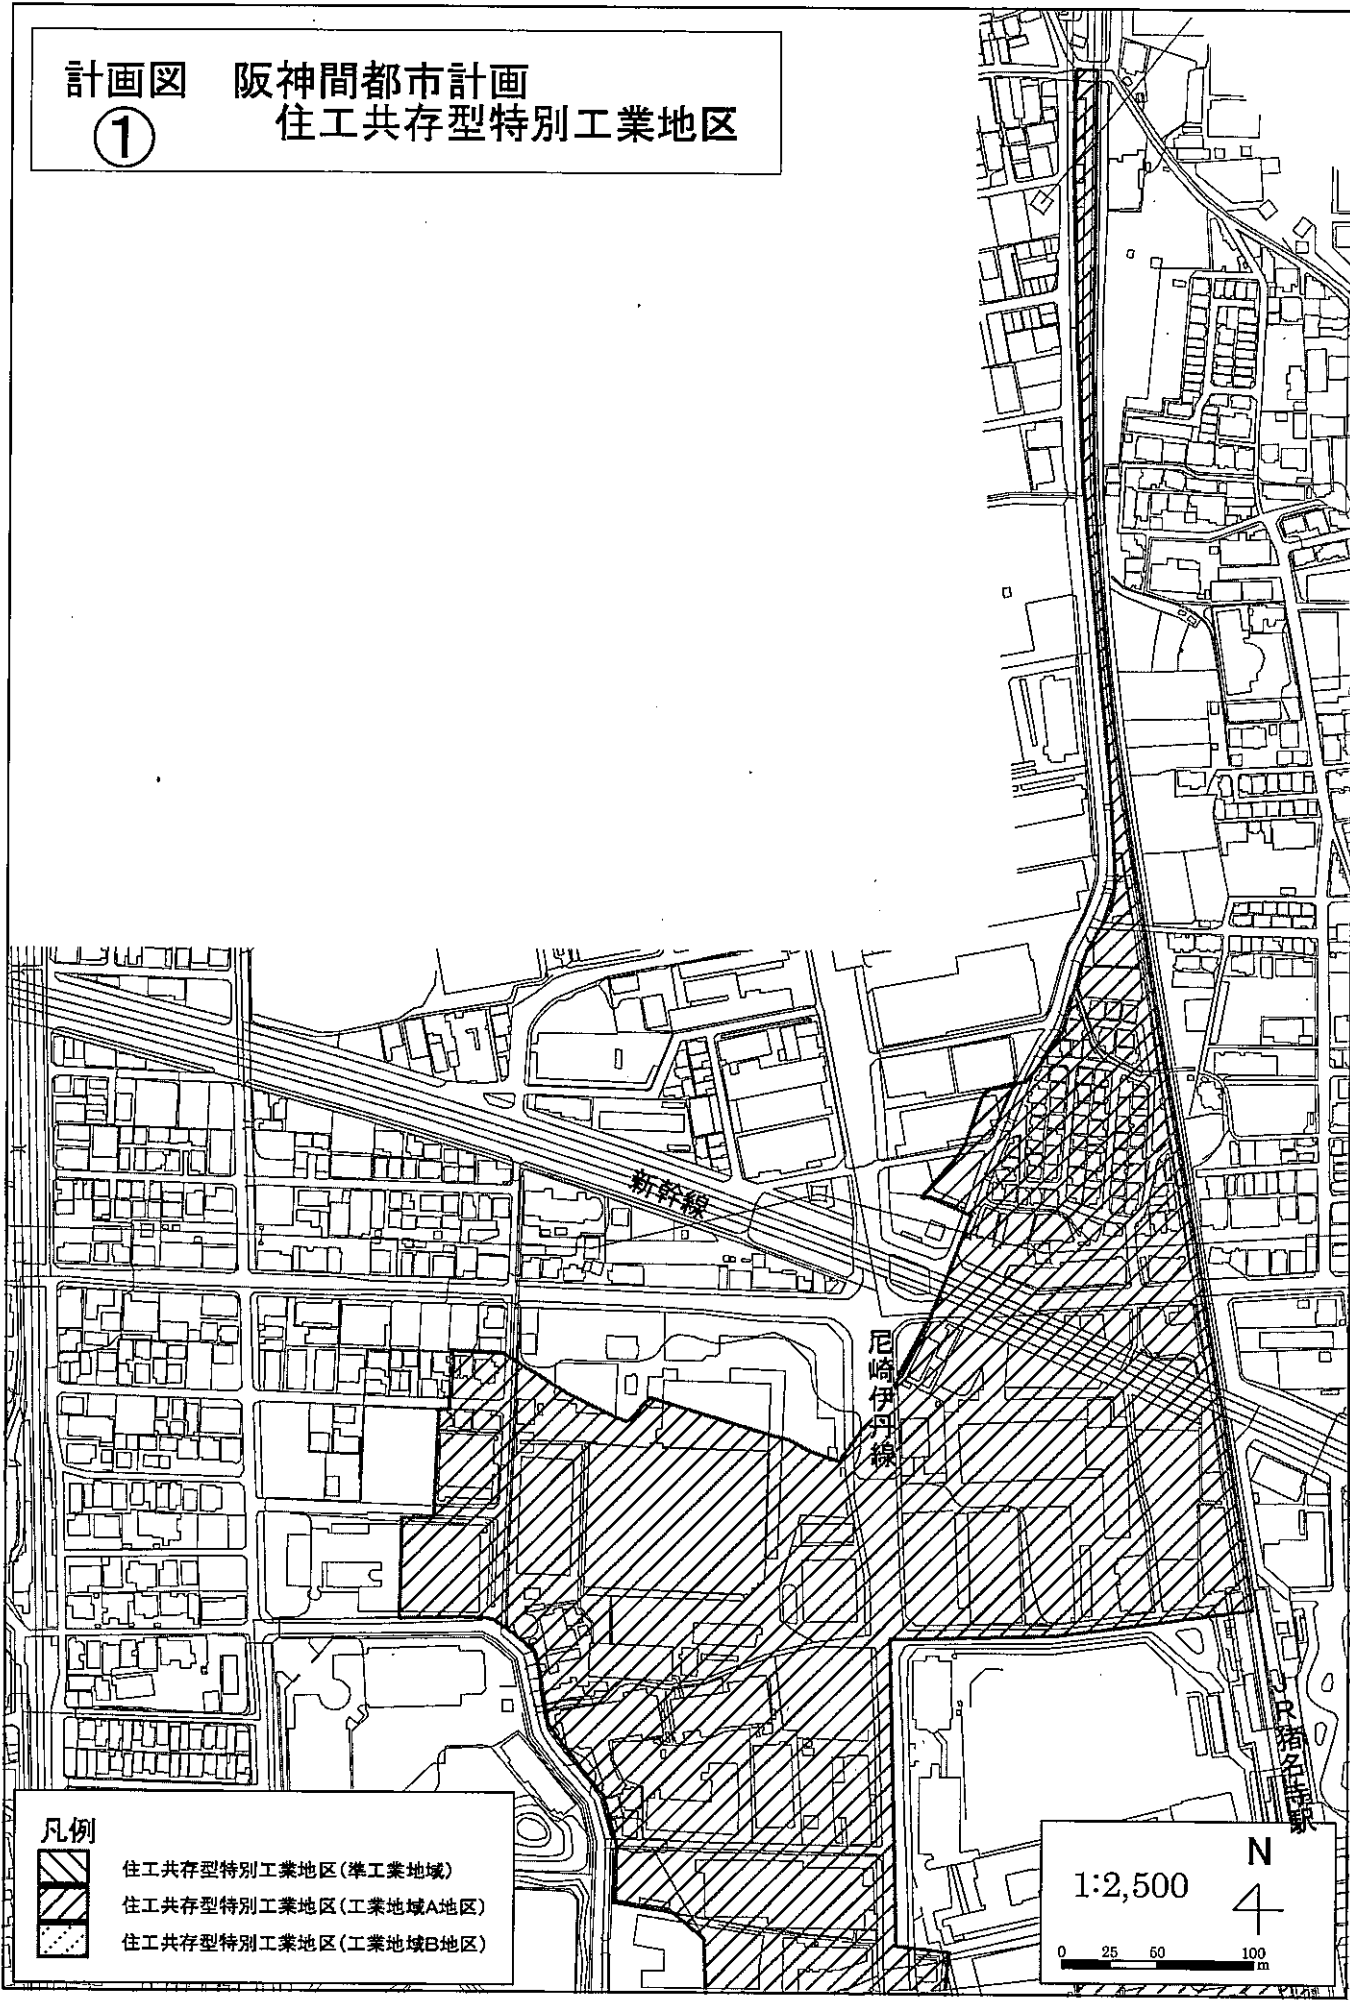 計画図 阪神間都市計画
① 住工共存型特別工業地区
新幹線
尼崎伊丹線
JR猪名寺駅
凡例
住工共存型特別工業地区(準工業地域)
住工共存型特別工業地区(工業地域A地区)
住工共存型特別工業地区(工業地域B地区)
N
1:2,500
0 25 50 100
m